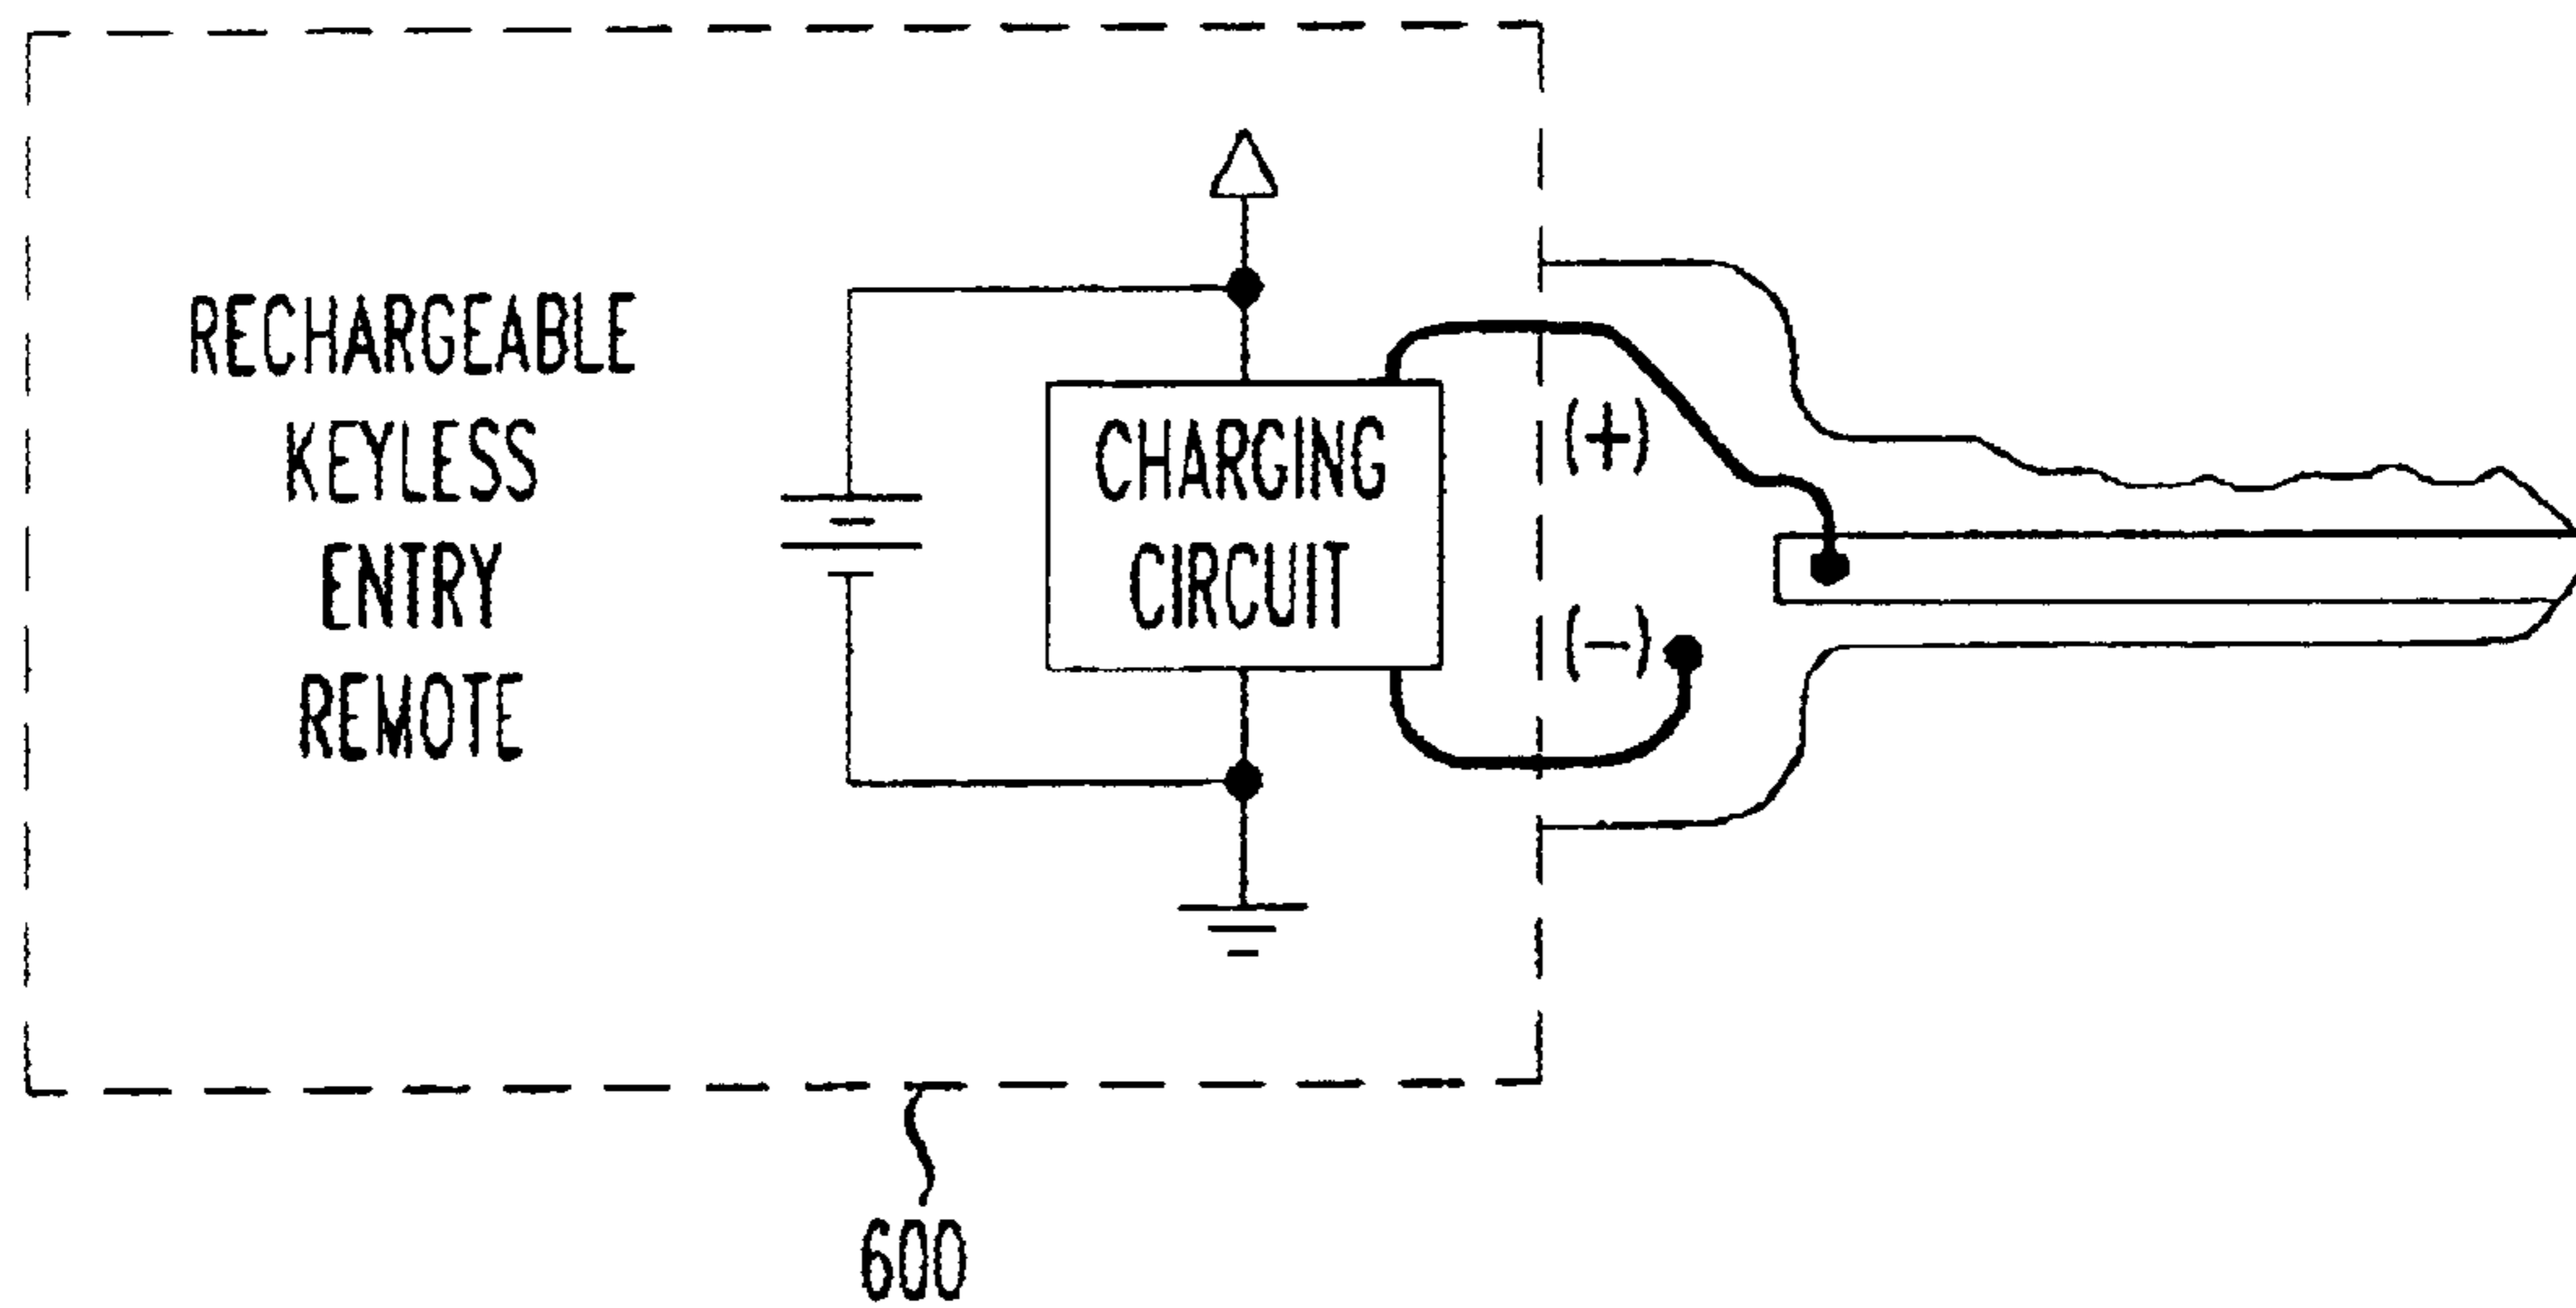 RECHARGEABLE
KEYLESS
ENTRY
REMOTE
CHARGING
CIRCUIT
(+)
(-)
600